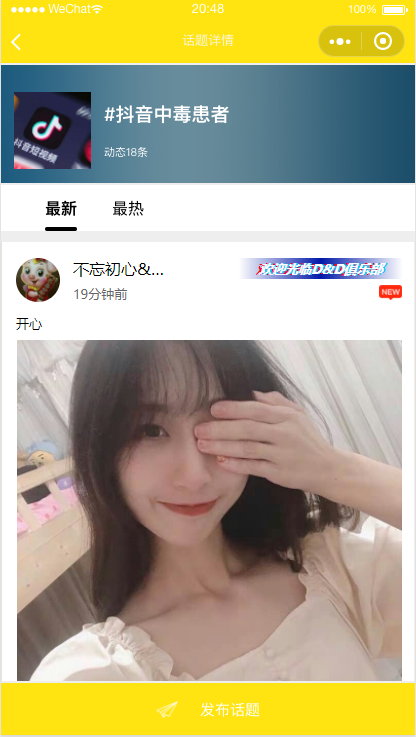 WeChat
20:48
100%
话题详情
抖音短视频
#抖音中毒患者
动态18条
最新
最热
不忘初心&...
欢迎光临D&D俱乐部
19分钟前
NEW
开心
发布话题